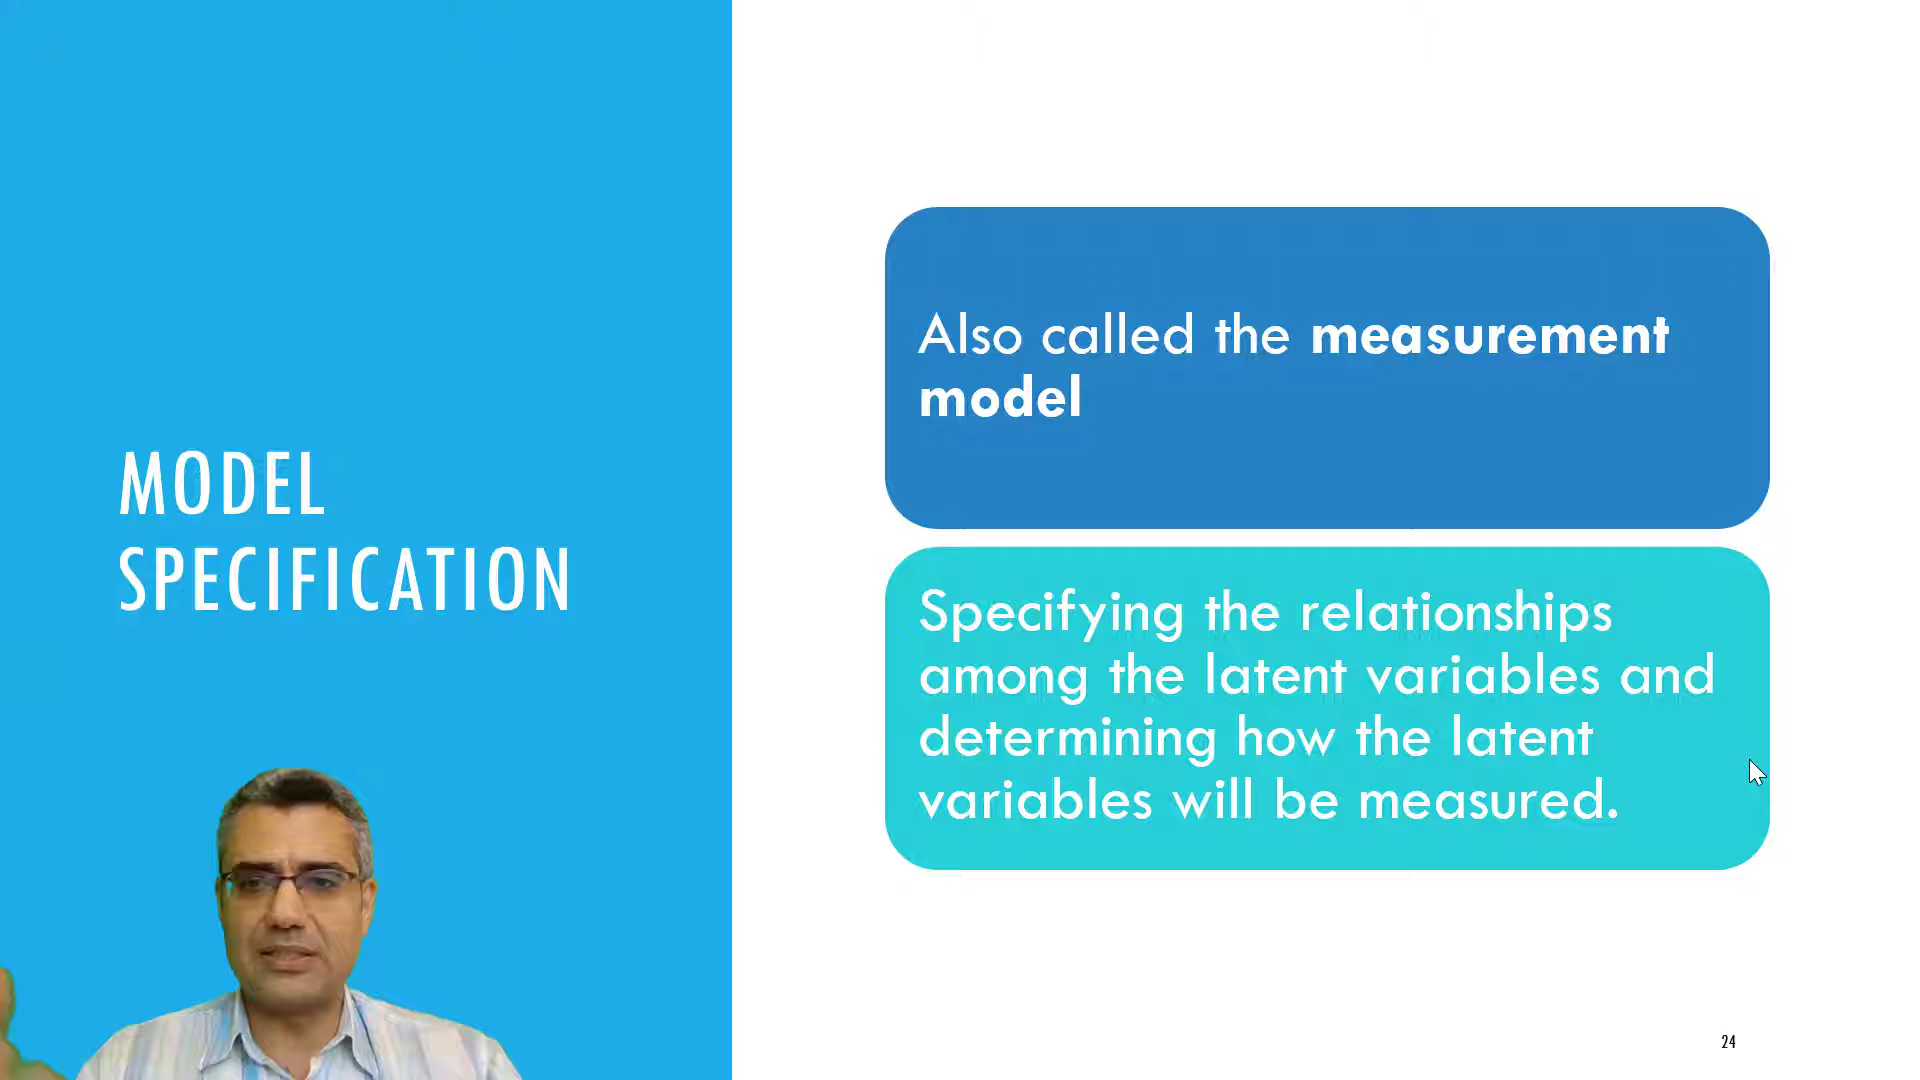 MODEL
SPECIFICATION
Also called the measurement
model
Specifying the relationships
among the latent variables and
determining how the latent
variables will be measured.
24